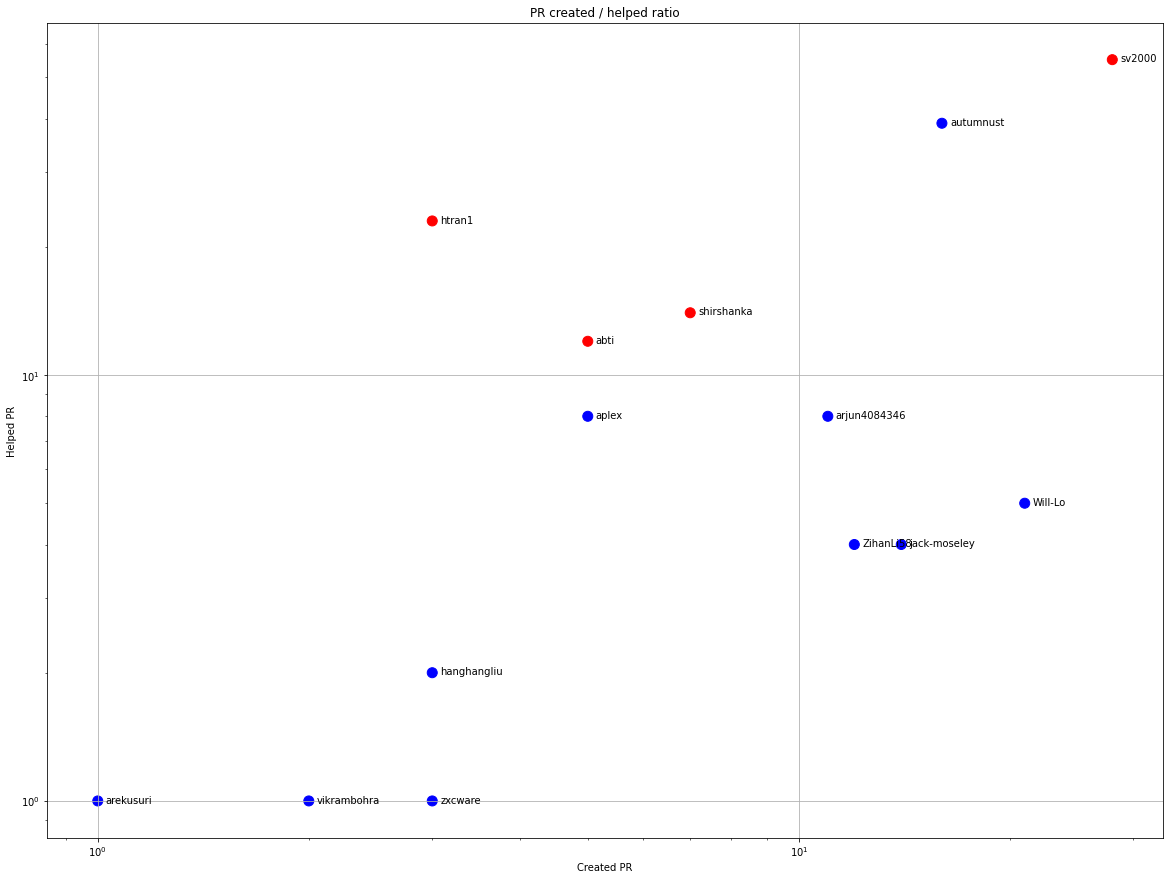 PR created / helped ratio
sv2000
autumnust
htran1
shirshanka
abti
10¹
aplex
arjun4084346
Helped PR
Will-Lo
jack-moseley
hanghangliu
10⁰
arekusuri
vikrambohra
zxcware
10⁰
10¹
Created PR